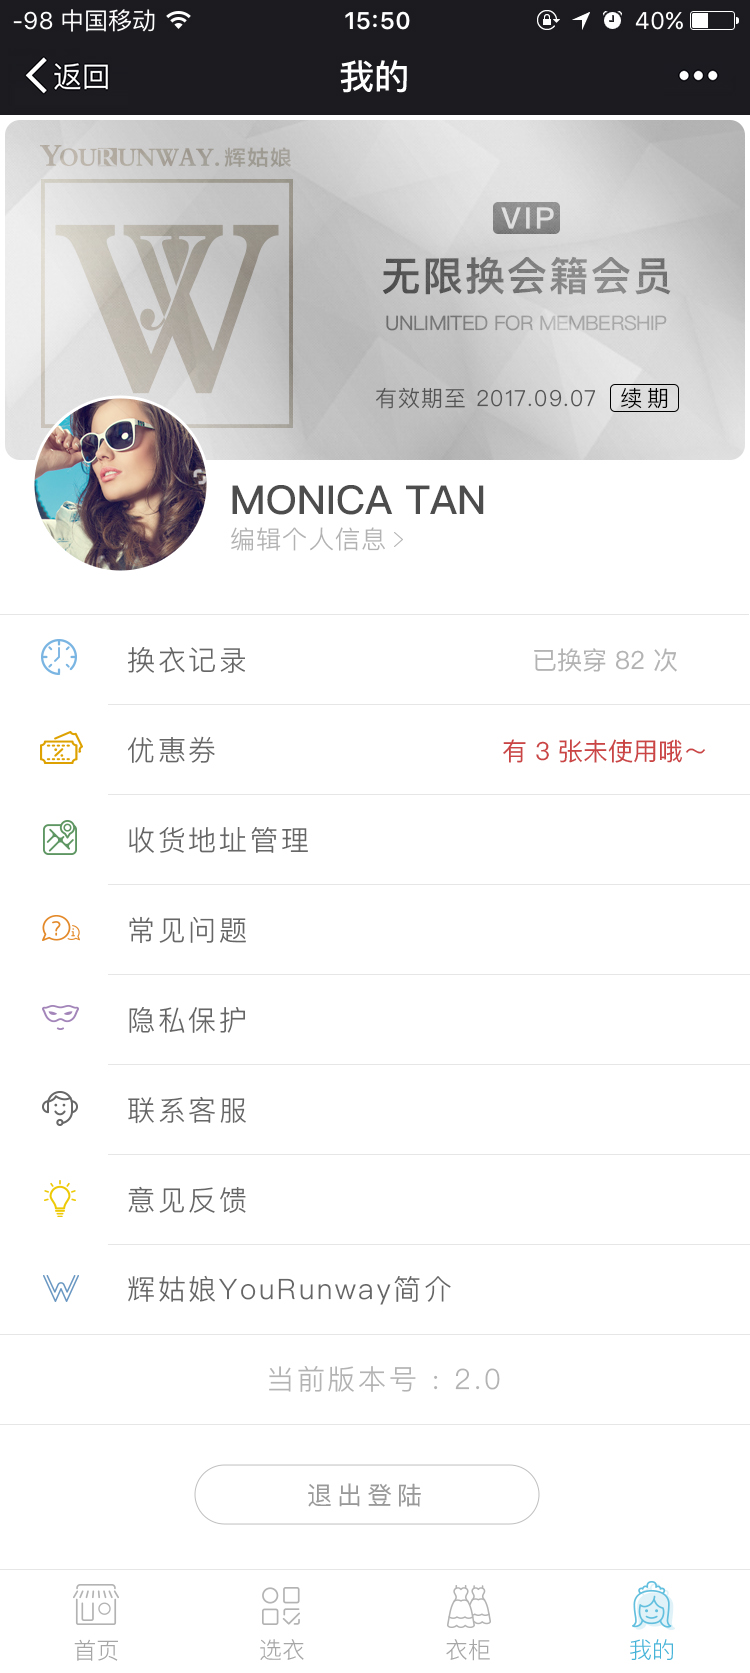 -98 中国移动 15:50 40%
返回 我的
YOURUNWAY.辉姑娘
VIP
无限换会籍会员
UNLIMITED FOR MEMBERSHIP
有效期至 2017.09.07 续期
MONICA TAN
编辑个人信息
换衣记录 已换穿 82 次
优惠券 有 3 张未使用哦～
收货地址管理
常见问题
隐私保护
联系客服
意见反馈
辉姑娘YouRunway简介
当前版本号：2.0
退出登陆
首页 选衣 衣柜 我的